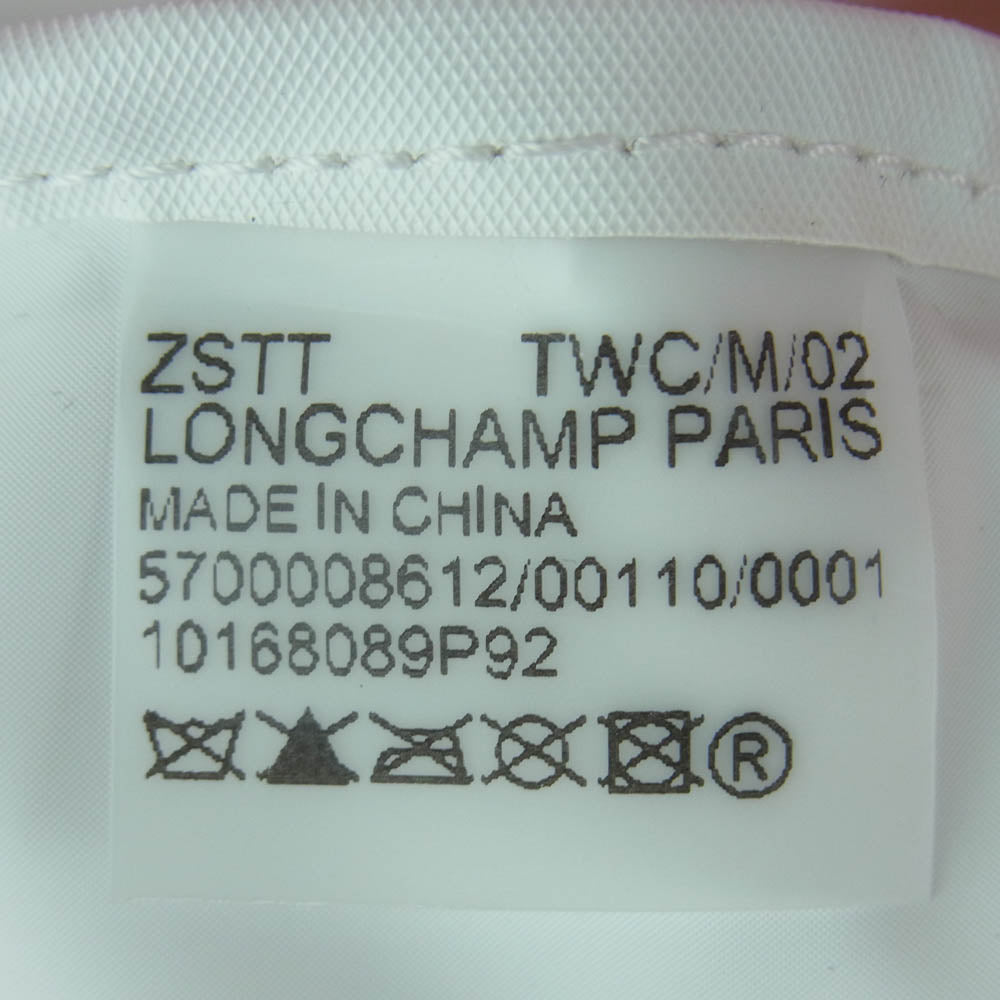 ZSTT TWC/M/02
LONGCHAMP PARIS
MADE IN CHINA
5700008612/00110/0001
10168089P92
®